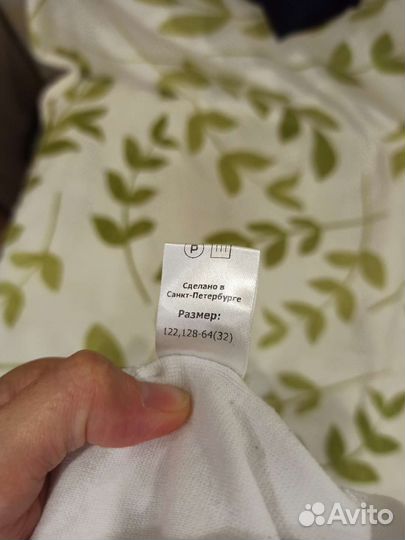 P
Сделано в
Санкт-Петербурге
Размер:
122,128-64(32)
Avito